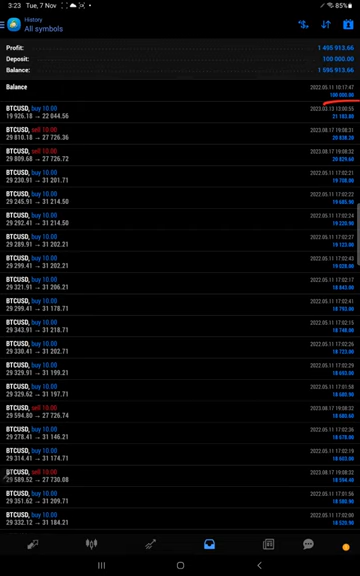 3:23 Tue, 7 Nov 85%
History
All symbols
Profit: 1 495 913.66
Deposit: 100 000.00
Balance: 1 595 913.66
Balance 2022.05.11 10:17:47
100 000.00
BTCUSD, buy 10.00 2023.03.13 13:00:55
19 926.18 → 22 044.56 21 183.80
BTCUSD, sell 10.00 2023.08.17 19:08:31
29 810.18 → 27 726.36 20 838.20
BTCUSD, sell 10.00 2023.08.17 19:08:32
29 809.68 → 27 726.72 20 829.60
BTCUSD, buy 10.00 2022.05.11 17:02:21
29 230.91 → 31 201.71 19 708.00
BTCUSD, buy 10.00 2022.05.11 17:02:22
29 245.91 → 31 214.50 19 685.90
BTCUSD, buy 10.00 2022.05.11 17:02:24
29 292.41 → 31 214.50 19 220.90
BTCUSD, buy 10.00 2022.05.11 17:02:27
29 289.91 → 31 202.21 19 123.00
BTCUSD, buy 10.00 2022.05.11 17:02:43
29 299.41 → 31 202.21 19 028.00
BTCUSD, buy 10.00 2022.05.11 17:02:17
29 321.91 → 31 206.21 18 843.00
BTCUSD, buy 10.00 2022.05.11 17:02:41
29 299.41 → 31 178.71 18 793.00
BTCUSD, buy 10.00 2022.05.11 17:02:15
29 343.91 → 31 218.71 18 748.00
BTCUSD, buy 10.00 2022.05.11 17:02:26
29 330.41 → 31 202.71 18 723.00
BTCUSD, buy 10.00 2022.05.11 17:02:29
29 329.91 → 31 199.21 18 693.00
BTCUSD, buy 10.00 2022.05.11 17:01:58
29 329.62 → 31 197.71 18 680.90
BTCUSD, sell 10.00 2023.08.17 19:08:32
29 594.80 → 27 726.74 18 680.60
BTCUSD, buy 10.00 2022.05.11 17:02:36
29 278.41 → 31 146.21 18 678.00
BTCUSD, buy 10.00 2022.05.11 17:02:19
29 314.41 → 31 174.71 18 603.00
BTCUSD, sell 10.00 2023.08.17 19:08:32
29 589.52 → 27 730.08 18 594.40
BTCUSD, buy 10.00 2022.05.11 17:01:56
29 351.62 → 31 209.71 18 580.90
BTCUSD, buy 10.00 2022.05.11 17:02:00
29 332.12 → 31 184.21 18 520.90